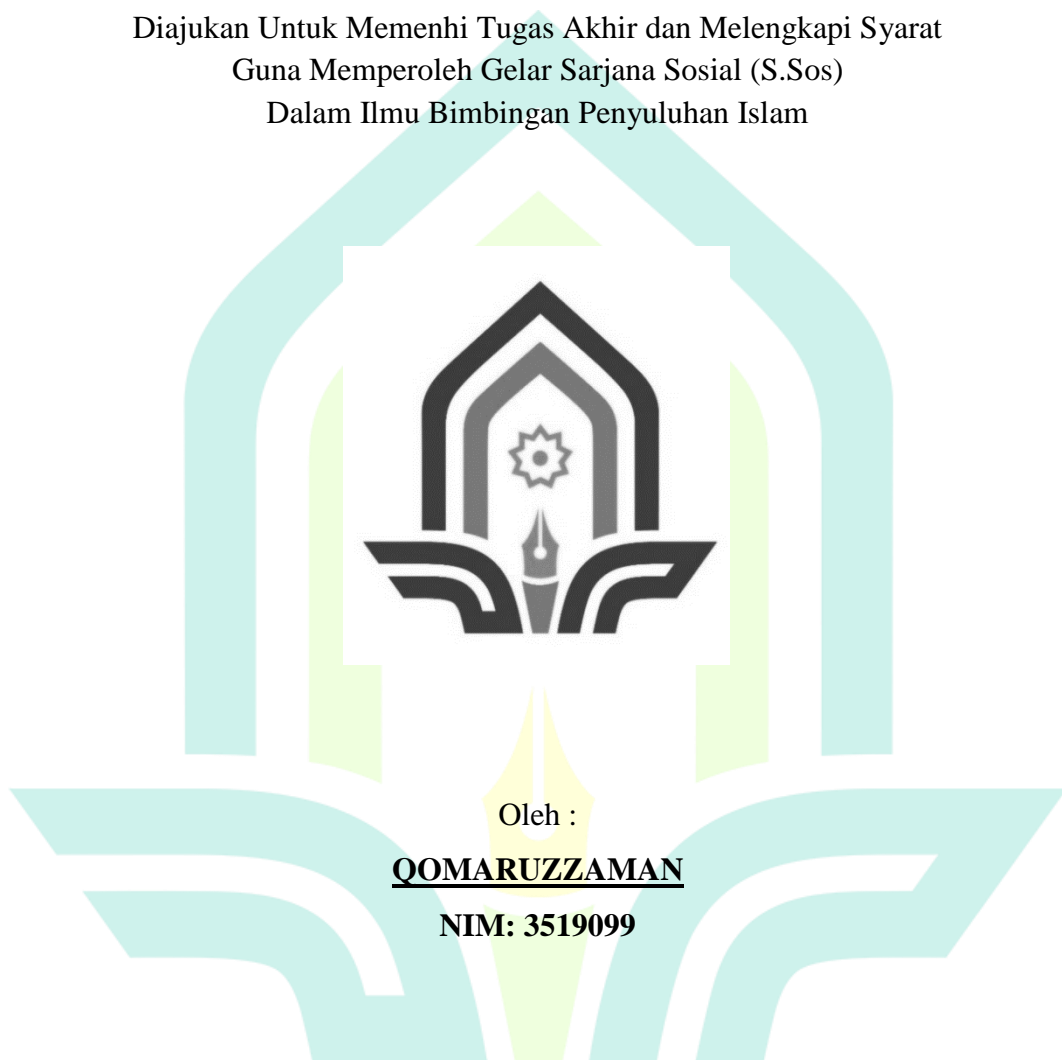 Diajukan Untuk Memenhi Tugas Akhir dan Melengkapi Syarat
Guna Memperoleh Gelar Sarjana Sosial (S.Sos)
Dalam Ilmu Bimbingan Penyuluhan Islam
Oleh :
QOMARUZZAMAN
NIM: 3519099